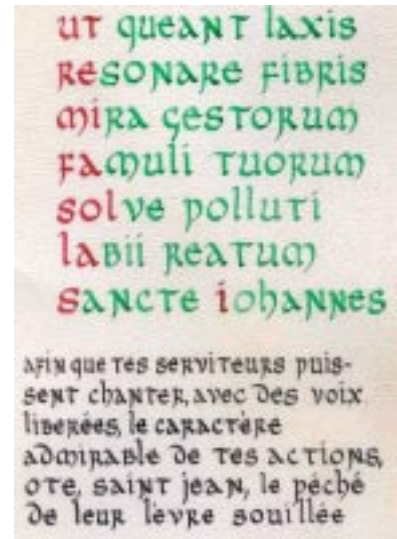 ut queant laxis
resonare fibris
mira gestorum
famuli tuorum
solve polluti
labii reatum
sancte iohannes
afin que tes serviteurs puis-
sent chanter, avec des voix
liberées, le caractère
admirable de tes actions,
ote, saint jean, le péché
de leur lèvre souillée